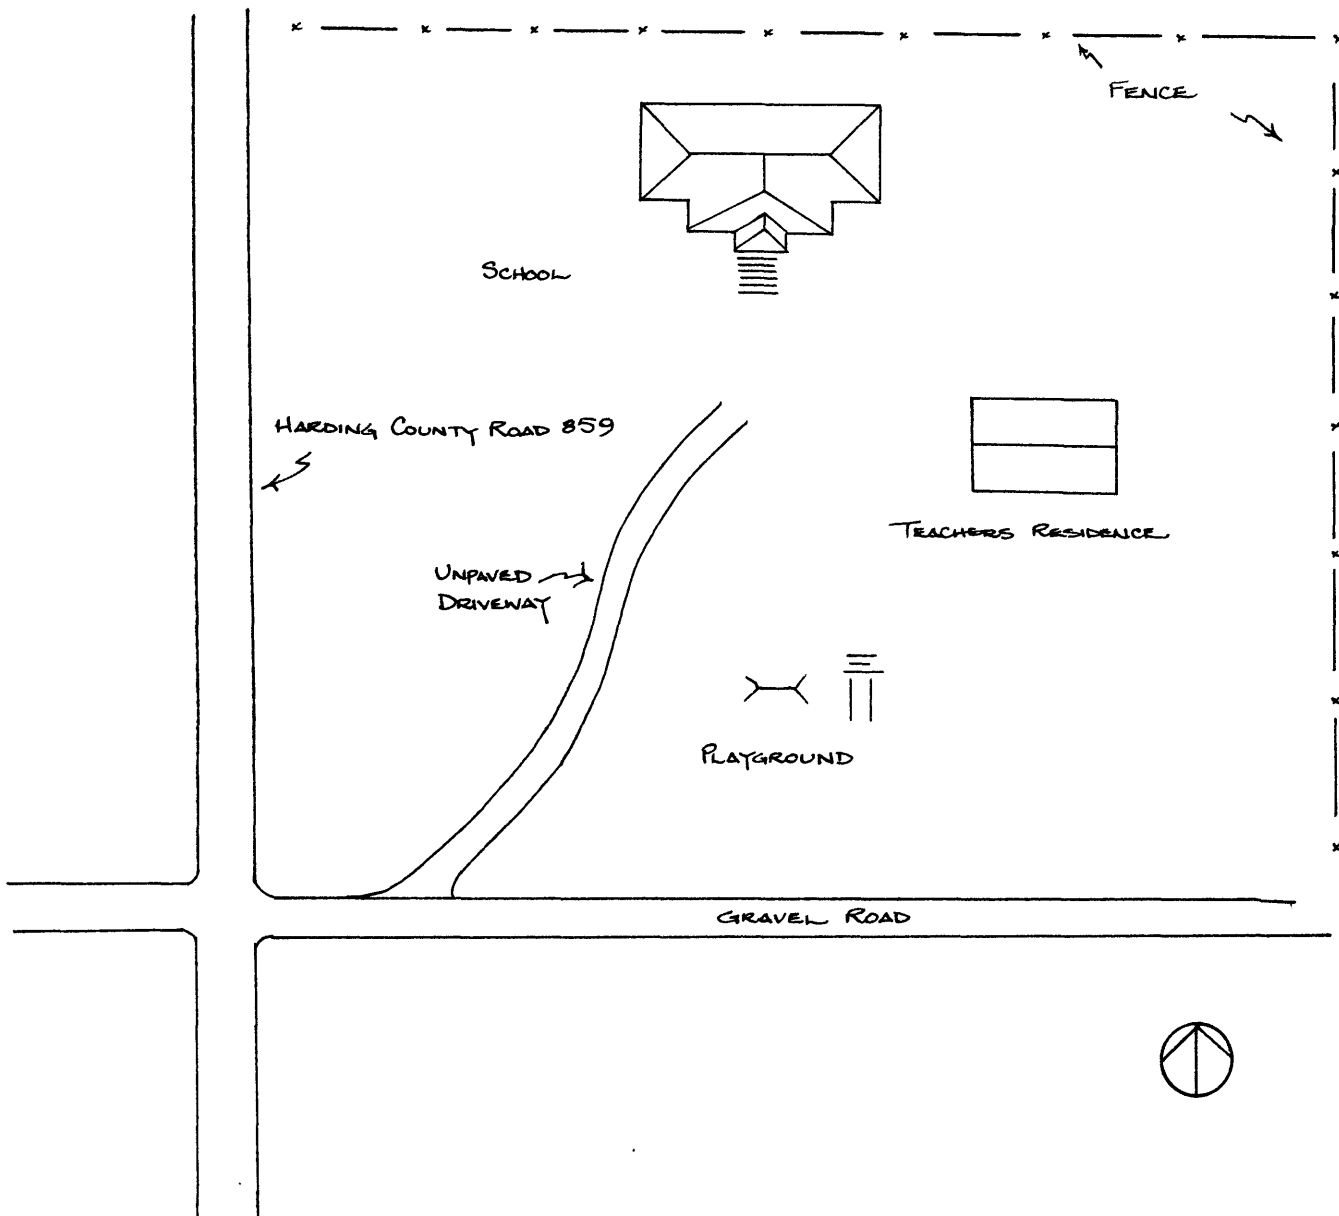 FENCE
SCHOOL
HARDING COUNTY ROAD 859
TEACHERS RESIDENCE
UNPAVED
DRIVEWAY
PLAYGROUND
GRAVEL ROAD